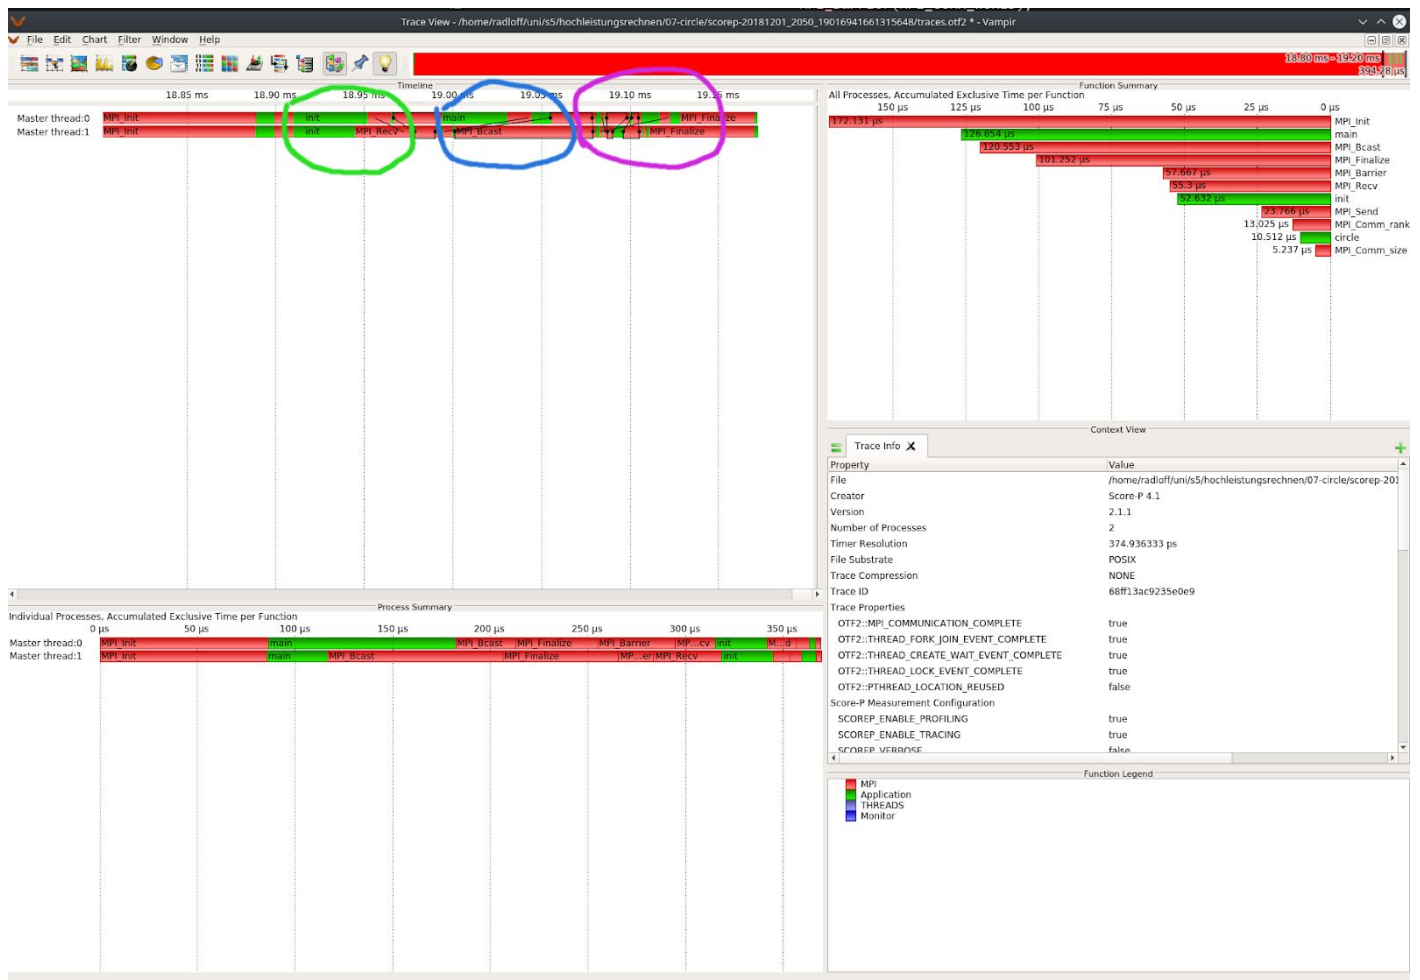 Trace View - /home/radloff/uni/s5/hochleistungsrechnen/07-circle/scorep-20181201_2050_19016941661315648/traces.otf2 * - Vampir
File Edit Chart Filter Window Help
18.80 ms - 19.20 ms
394.28 µs
Timeline
18.85 ms 18.90 ms 18.95 ms 19.00 ms 19.05 ms 19.10 ms 19.15 ms
Master thread:0 MPI_Init init main MPI_Finalize
Master thread:1 MPI_Init init MPI_Recv MPI_Bcast MPI_Finalize
Function Summary
All Processes, Accumulated Exclusive Time per Function
150 µs 125 µs 100 µs 75 µs 50 µs 25 µs 0 µs
172.131 µs MPI_Init
126.854 µs main
120.553 µs MPI_Bcast
101.252 µs MPI_Finalize
57.667 µs MPI_Barrier
55.3 µs MPI_Recv
52.632 µs init
23.766 µs MPI_Send
13.025 µs MPI_Comm_rank
10.512 µs circle
5.237 µs MPI_Comm_size
Context View
Trace Info
Property Value
File /home/radloff/uni/s5/hochleistungsrechnen/07-circle/scorep-201
Creator Score-P 4.1
Version 2.1.1
Number of Processes 2
Timer Resolution 374.936333 ps
File Substrate POSIX
Trace Compression NONE
Trace ID 68ff13ac9235e0e9
Trace Properties
OTF2::MPI_COMMUNICATION_COMPLETE true
OTF2::THREAD_FORK_JOIN_EVENT_COMPLETE true
OTF2::THREAD_CREATE_WAIT_EVENT_COMPLETE true
OTF2::THREAD_LOCK_EVENT_COMPLETE true
OTF2::PTHREAD_LOCATION_REUSED false
Score-P Measurement Configuration
SCOREP_ENABLE_PROFILING true
SCOREP_ENABLE_TRACING true
SCOREP_VERBOSE false
Process Summary
Individual Processes, Accumulated Exclusive Time per Function
0 µs 50 µs 100 µs 150 µs 200 µs 250 µs 300 µs 350 µs
Master thread:0 MPI_Init main MPI_Bcast MPI_Finalize MPI_Barrier MP...cv init M...d
Master thread:1 MPI_Init main MPI_Bcast MPI_Finalize MP...er MPI_Recv init
Function Legend
MPI
Application
THREADS
Monitor